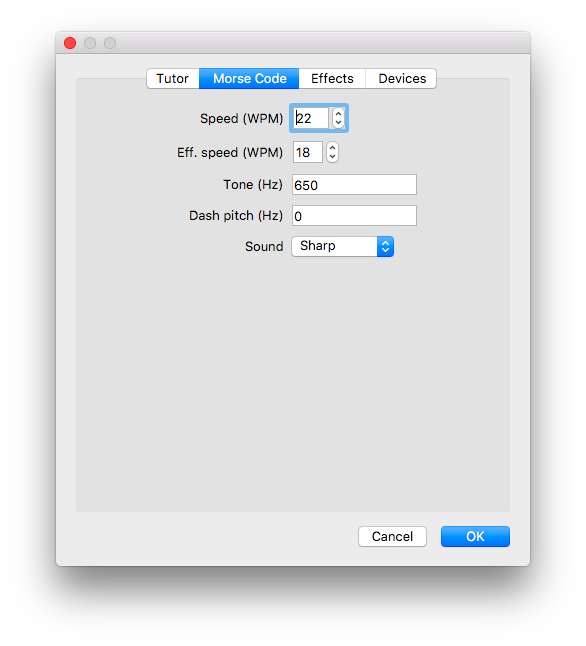 Tutor Morse Code Effects Devices
Speed (WPM) 22
Eff. speed (WPM) 18
Tone (Hz) 650
Dash pitch (Hz) 0
Sound Sharp
Cancel OK